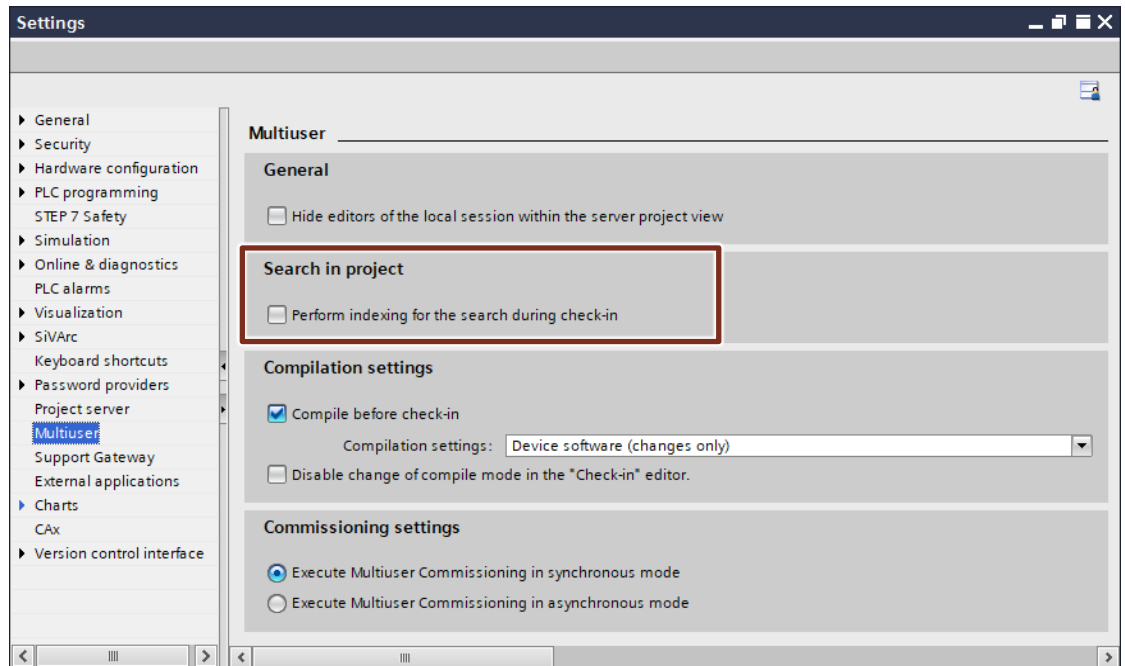 Settings
General
Security
Hardware configuration
PLC programming
STEP 7 Safety
Simulation
Online & diagnostics
PLC alarms
Visualization
SiVArc
Keyboard shortcuts
Password providers
Project server
Multiuser
Support Gateway
External applications
Charts
CAx
Version control interface
Multiuser
General
Hide editors of the local session within the server project view
Search in project
Perform indexing for the search during check-in
Compilation settings
Compile before check-in
Compilation settings: Device software (changes only)
Disable change of compile mode in the "Check-in" editor.
Commissioning settings
Execute Multiuser Commissioning in synchronous mode
Execute Multiuser Commissioning in asynchronous mode